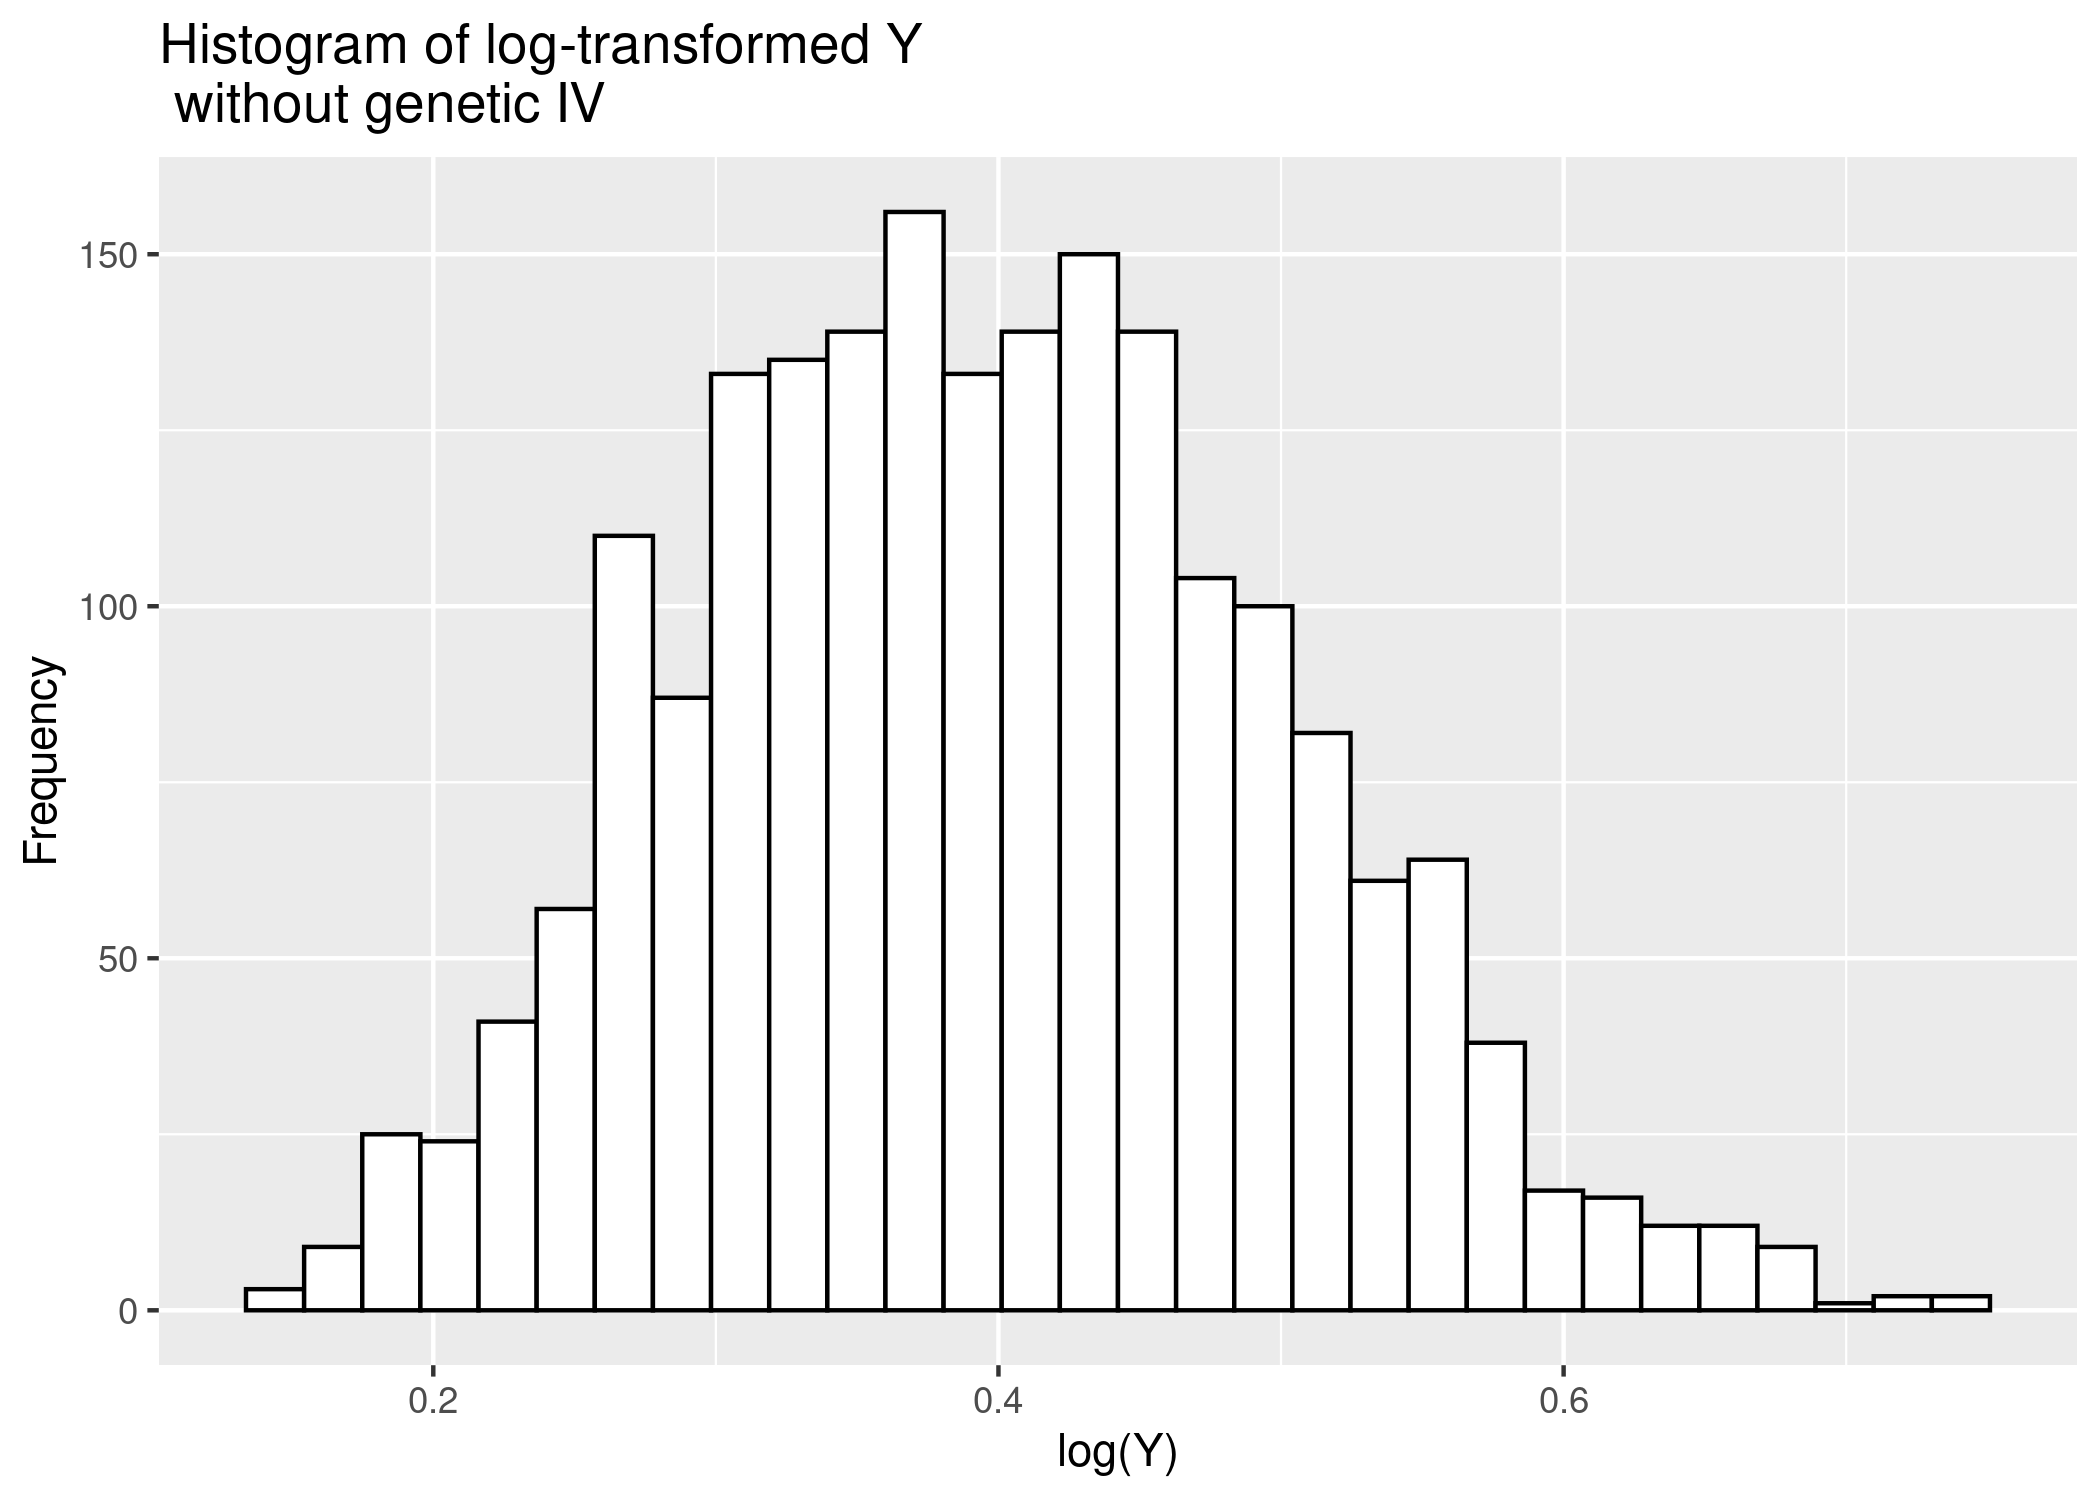 Histogram of log-transformed Y
without genetic IV
150
100
50
0
Frequency
0.2
0.4
0.6
log(Y)